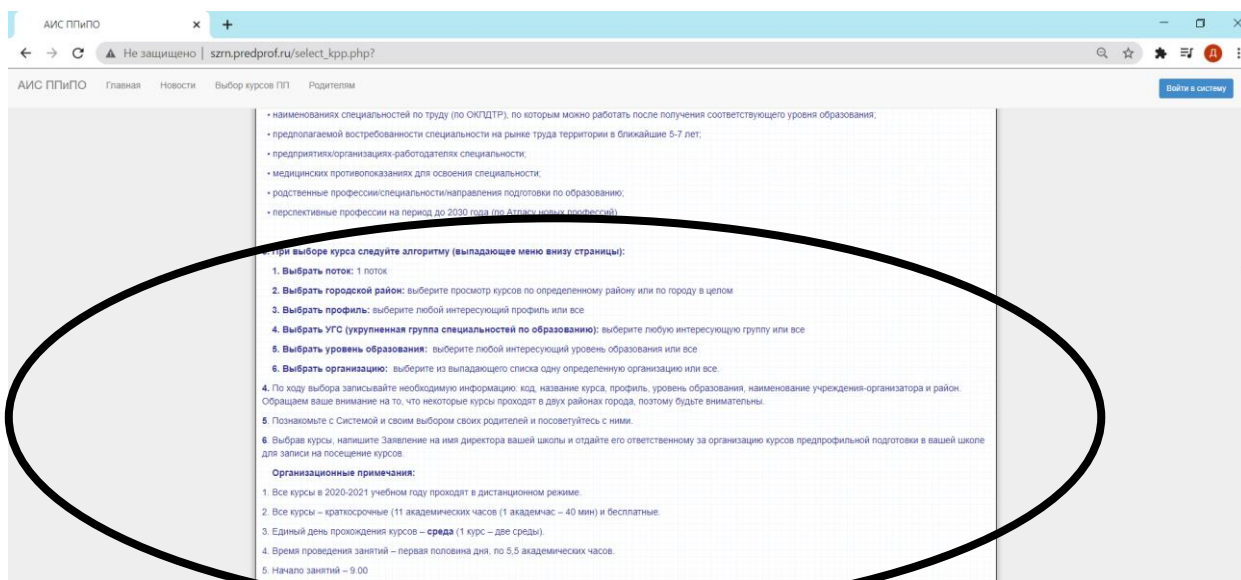 АИС ППиПО
Не защищено | szrn.predprof.ru/select_kpp.php?
Д
АИС ППиПО Главная Новости Выбор курсов ПП Родителям Войти в систему
• наименованиях специальностей по труду (по ОКПДТР), по которым можно работать после получения соответствующего уровня образования;
• предполагаемой востребованности специальности на рынке труда территории в ближайшие 5-7 лет;
• предприятиях/организациях-работодателях специальности;
• медицинских противопоказаниях для освоения специальности;
• родственные профессии/специальности/направления подготовки по образованию;
• перспективные профессии на период до 2030 года (по Атласу новых профессий)
При выборе курса следуйте алгоритму (выпадающее меню внизу страницы):
1. Выбрать поток: 1 поток
2. Выбрать городской район: выберите просмотр курсов по определенному району или по городу в целом
3. Выбрать профиль: выберите любой интересующий профиль или все
4. Выбрать УГС (укрупненная группа специальностей по образованию): выберите любую интересующую группу или все
5. Выбрать уровень образования: выберите любой интересующий уровень образования или все
6. Выбрать организацию: выберите из выпадающего списка одну определенную организацию или все.
4. По ходу выбора записывайте необходимую информацию: код, название курса, профиль, уровень образования, наименование учреждения-организатора и район.
Обращаем ваше внимание на то, что некоторые курсы проходят в двух районах города, поэтому будьте внимательны.
5. Познакомьте с Системой и своим выбором своих родителей и посоветуйтесь с ними.
6. Выбрав курсы, напишите Заявление на имя директора вашей школы и отдайте его ответственному за организацию курсов предпрофильной подготовки в вашей школе
для записи на посещение курсов.
Организационные примечания:
1. Все курсы в 2020-2021 учебном году проходят в дистанционном режиме.
2. Все курсы – краткосрочные (11 академических часов (1 академчас – 40 мин) и бесплатные.
3. Единый день прохождения курсов – среда (1 курс – две среды).
4. Время проведения занятий – первая половина дня, по 5,5 академических часов.
5. Начало занятий – 9.00